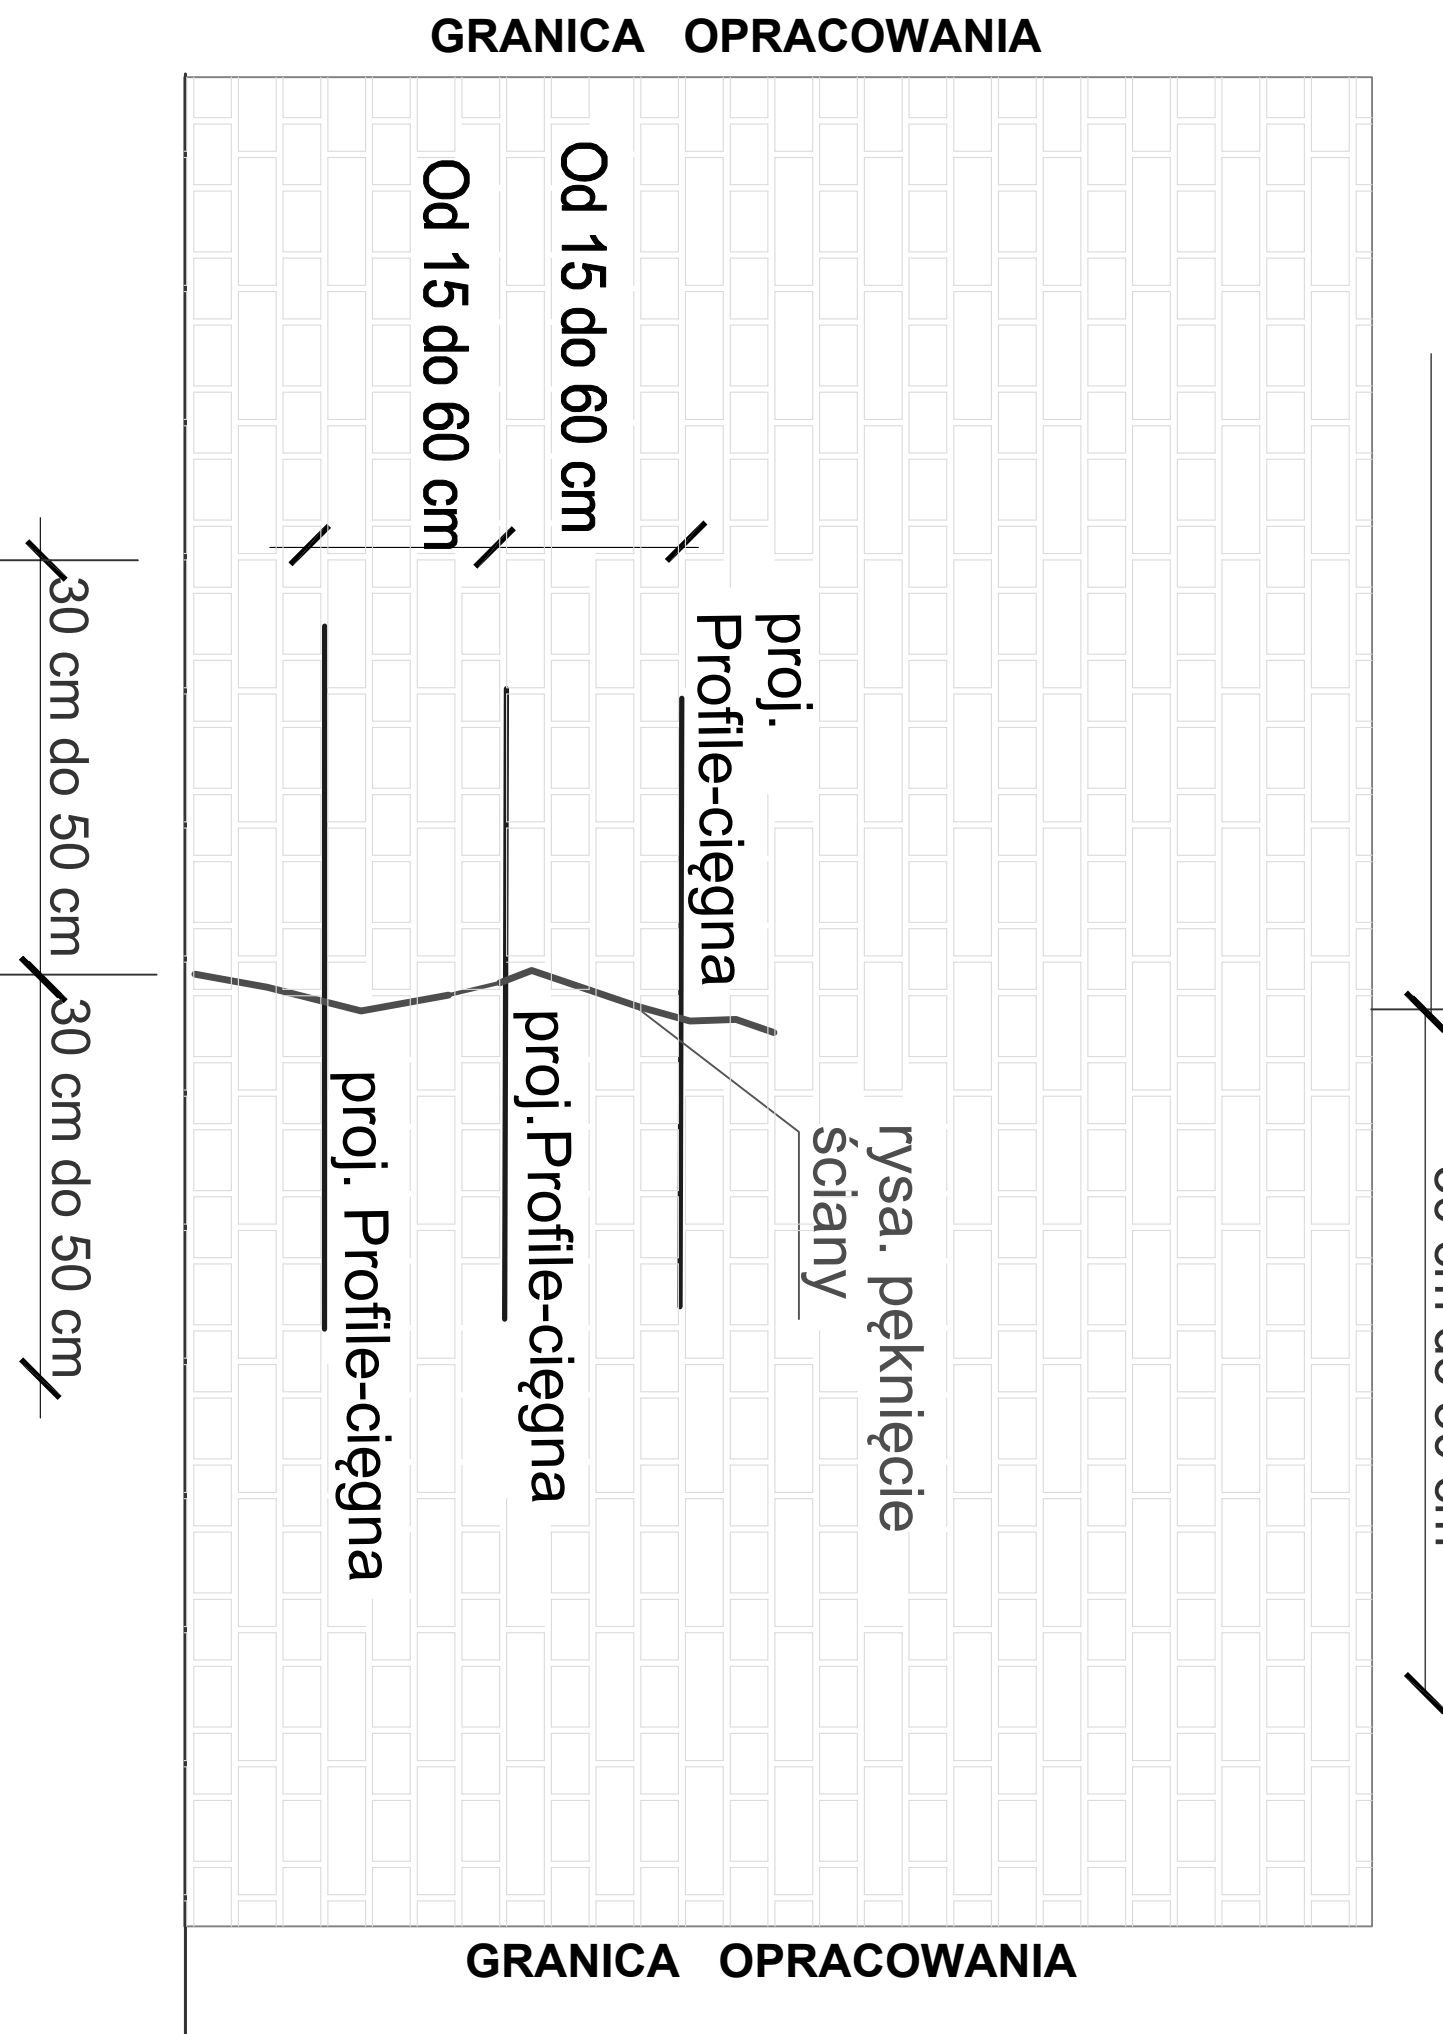 GRANICA OPRACOWANIA
Od 15 do 60 cm
Od 15 do 60 cm
proj.
Profile-cięgna
30 cm do 50 cm
30 cm do 50 cm
proj.Profile-cięgna
proj. Profile-cięgna
rysa. pęknięcie
ściany
GRANICA OPRACOWANIA